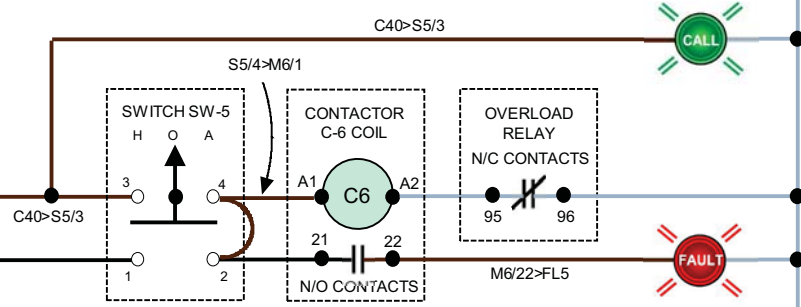 C40>S5/3
CALL
S5/4>M6/1
SWITCH SW-5
H O A
CONTACTOR
C-6 COIL
OVERLOAD
RELAY
N/C CONTACTS
3
4
A1
C6
A2
95
96
C40>S5/3
21
22
FAULT
1
2
N/O CONTACTS
M6/22>FL5